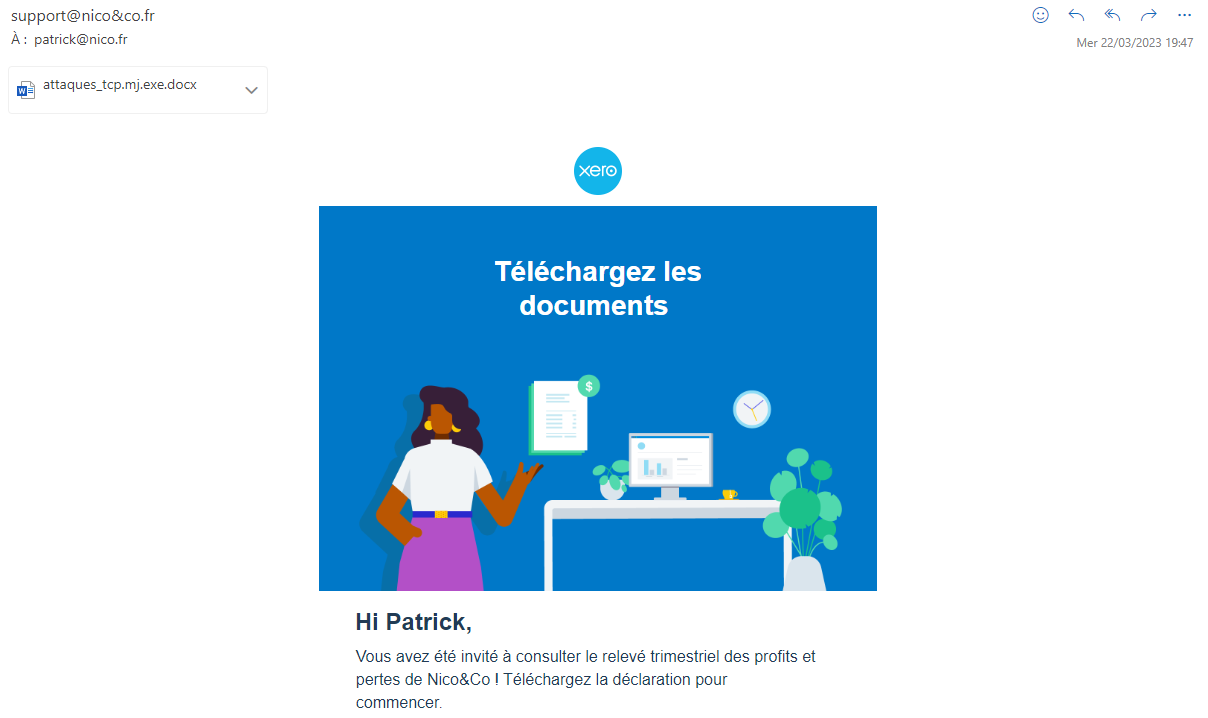 support@nico&co.fr
À : patrick@nico.fr
Mer 22/03/2023 19:47
attaques_tcp.mj.exe.docx
xero
Téléchargez les
documents
$
Hi Patrick,
Vous avez été invité à consulter le relevé trimestriel des profits et
pertes de Nico&Co ! Téléchargez la déclaration pour
commencer.